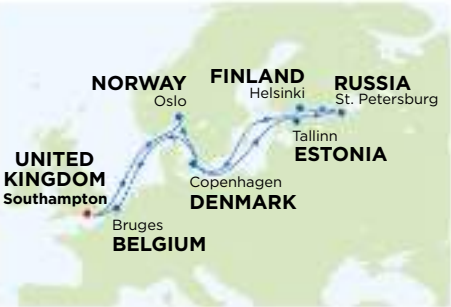 NORWAY
Oslo
FINLAND
Helsinki
RUSSIA
St. Petersburg
Tallinn
ESTONIA
UNITED
KINGDOM
Southampton
Copenhagen
DENMARK
Bruges
BELGIUM